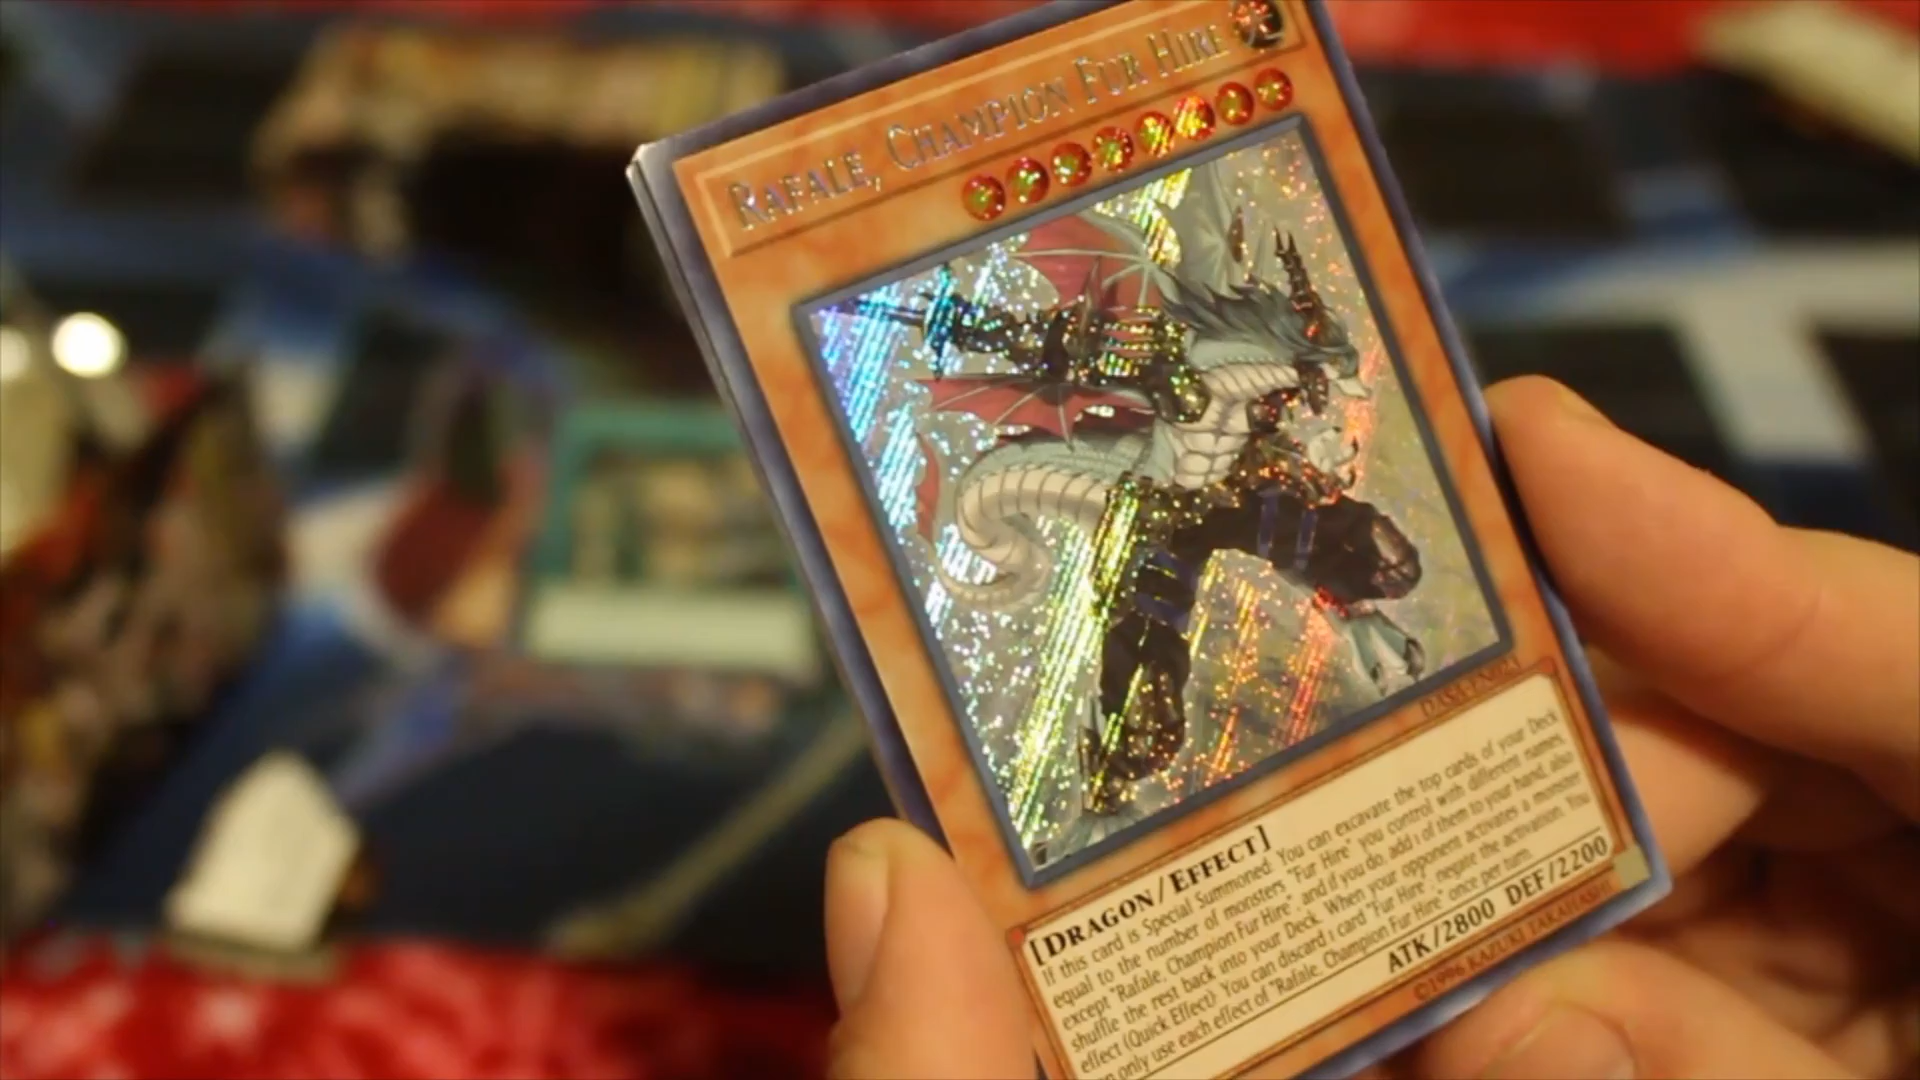 RAFALE, CHAMPION FUR HIRE
DASA-EN021
[DRAGON/EFFECT]
If this card is Special Summoned: You can excavate the top cards of your Deck
equal to the number of monsters "Fur Hire" you control with different names,
except "Rafale, Champion Fur Hire", and if you do, add 1 of them to your hand, also
shuffle the rest back into your Deck. When your opponent activates a monster
effect (Quick Effect): You can discard 1 card "Fur Hire"; negate the activation. You
can only use each effect of "Rafale, Champion Fur Hire" once per turn.
ATK/2800 DEF/2200
©1996 KAZUKI TAKAHASHI